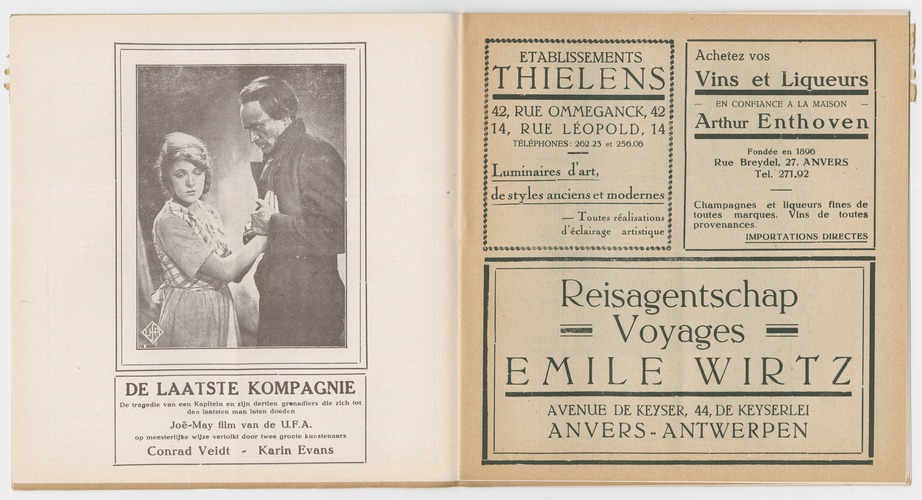 UFA
DE LAATSTE KOMPAGNIE
De tragedie van een Kapitein en zijn dertien grenadiers die zich tot
den laatsten man laten dooden
Joë-May film van de U.F.A.
op meesterlijke wijze vertolkt door twee groote kunstenaars
Conrad Veidt - Karin Evans
ETABLISSEMENTS
THIELENS
42, RUE OMMEGANCK, 42
14, RUE LÉOPOLD, 14
TÉLÉPHONES: 262.23 et 256.06
Luminaires d'art,
de styles anciens et modernes
— Toutes réalisations
d'éclairage artistique
Achetez vos
Vins et Liqueurs
— EN CONFIANCE A LA MAISON —
Arthur Enthoven
Fondée en 1896
Rue Breydel, 27, ANVERS
Tel. 271,92
Champagnes et liqueurs fines de
toutes marques. Vins de toutes
provenances.
IMPORTATIONS DIRECTES
Reisagentschap
Voyages
EMILE WIRTZ
AVENUE DE KEYSER, 44, DE KEYSERLEI
ANVERS - ANTWERPEN